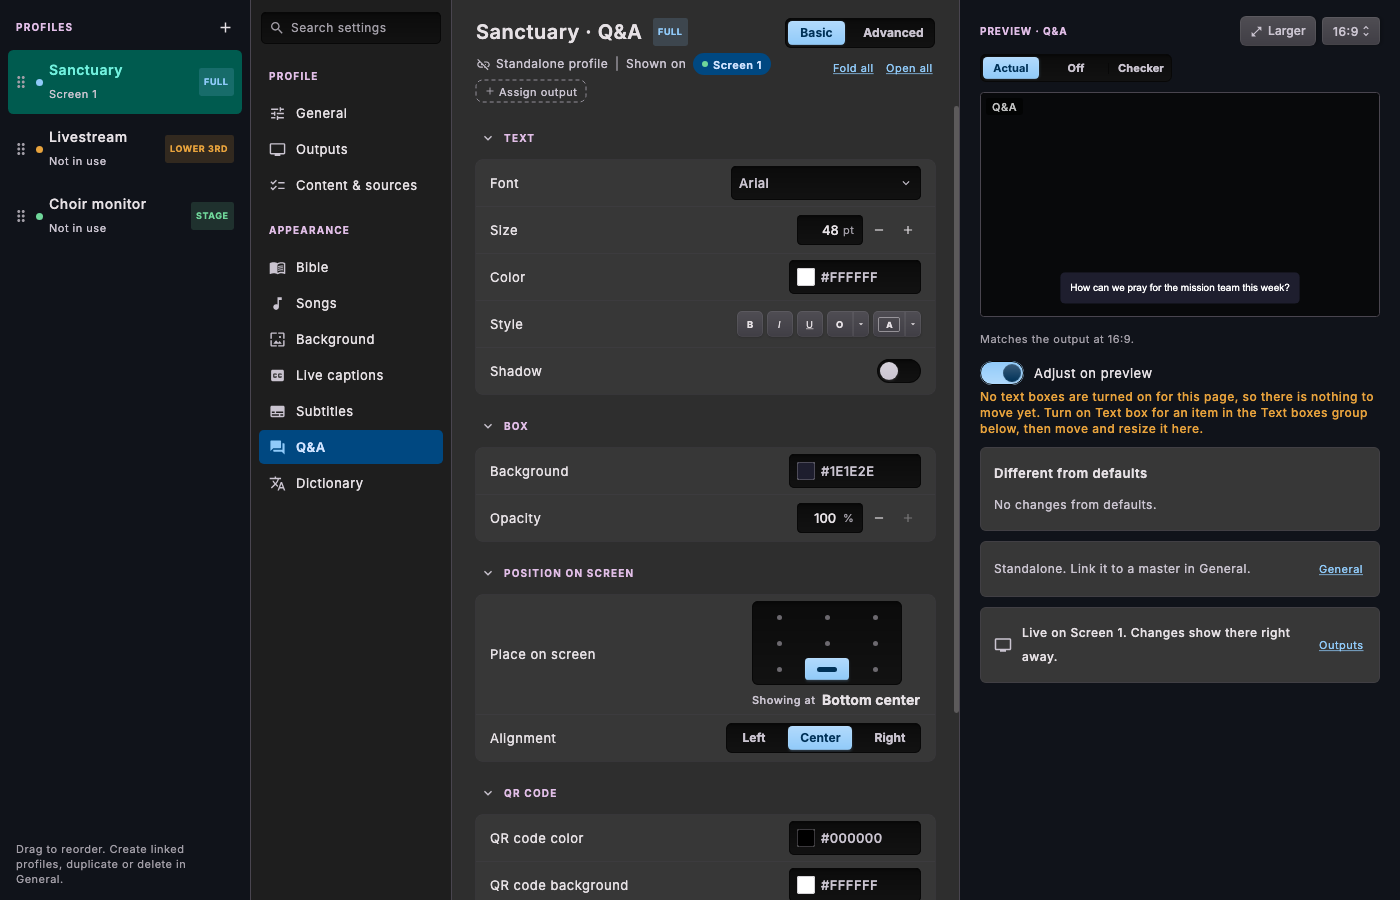 PROFILES
Sanctuary
Screen 1
FULL
Livestream
Not in use
LOWER 3RD
Choir monitor
Not in use
STAGE
Drag to reorder. Create linked
profiles, duplicate or delete in
General.
Search settings
PROFILE
General
Outputs
Content & sources
APPEARANCE
Bible
Songs
Background
Live captions
Subtitles
Q&A
Dictionary
Sanctuary · Q&A FULL
Basic Advanced
Standalone profile | Shown on Screen 1
Fold all Open all
+ Assign output
TEXT
Font Arial
Size 48 pt − +
Color #FFFFFF
Style B I U O A
Shadow
BOX
Background #1E1E2E
Opacity 100 % − +
POSITION ON SCREEN
Place on screen
Showing at Bottom center
Alignment Left Center Right
QR CODE
QR code color #000000
QR code background #FFFFFF
PREVIEW · Q&A
Larger 16:9
Actual Off Checker
Q&A
How can we pray for the mission team this week?
Matches the output at 16:9.
Adjust on preview
No text boxes are turned on for this page, so there is nothing to
move yet. Turn on Text box for an item in the Text boxes group
below, then move and resize it here.
Different from defaults
No changes from defaults.
Standalone. Link it to a master in General. General
Live on Screen 1. Changes show there right
away.
Outputs